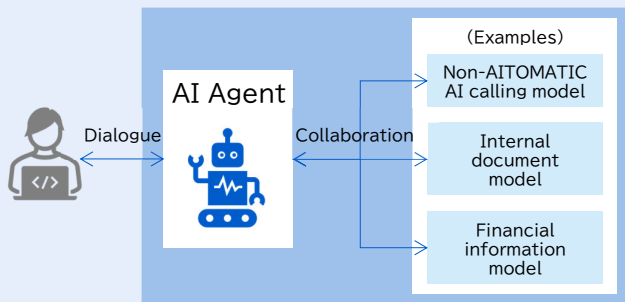 (Examples)
Non-AITOMATIC
AI calling model
AI Agent
Dialogue
Collaboration
Internal
document
model
</>
Financial
information
model